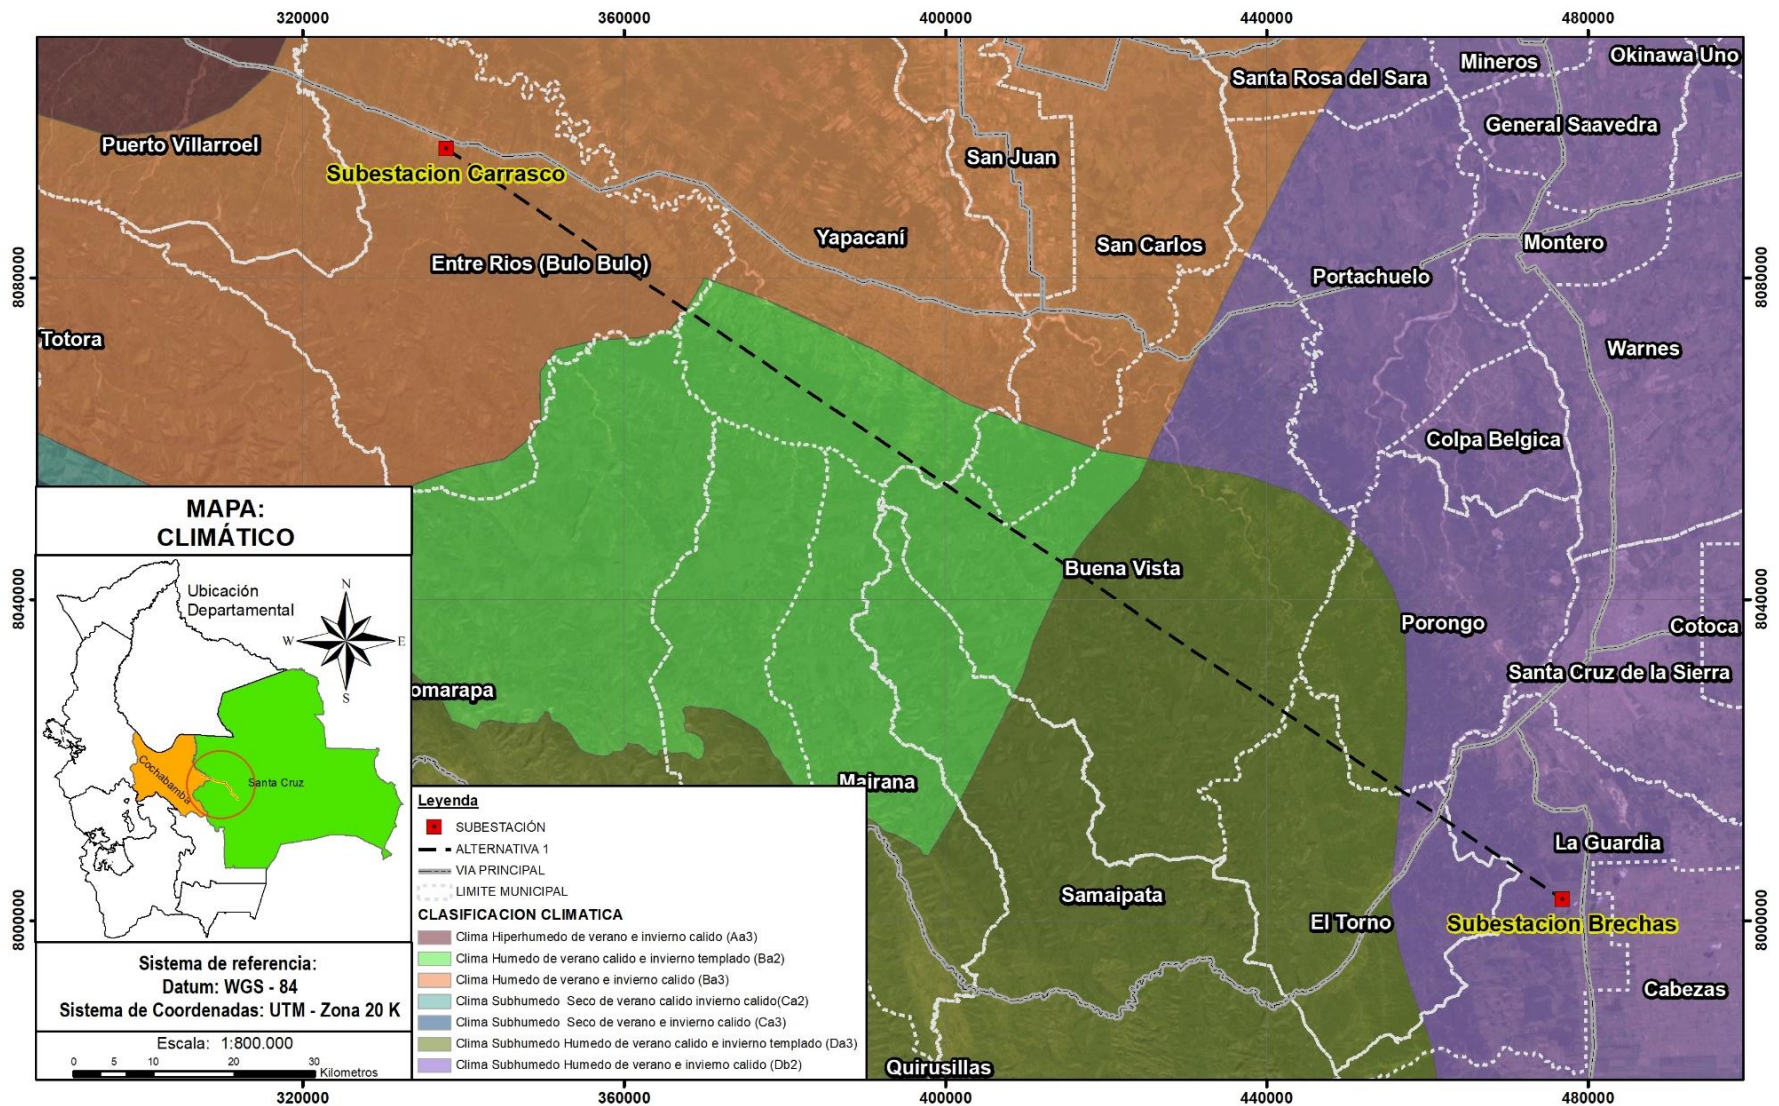 320000 360000 400000 440000 480000
Okinawa Uno
Mineros
Santa Rosa del Sara
General Saavedra
Puerto Villarroel
San Juan
Subestacion Carrasco
Yapacaní
San Carlos
Montero
Entre Rios (Bulo Bulo)
Portachuelo
8080000
8080000
Totora
Warnes
Colpa Belgica
Buena Vista
8040000
8040000
Porongo
Cotoca
Santa Cruz de la Sierra
omarapa
Mairana
La Guardia
Samaipata
El Torno
Subestacion Brechas
8000000
8000000
Cabezas
Quirusillas
MAPA:
CLIMÁTICO
Ubicación
Departamental
N
W E
S
Cochabamba
Santa Cruz
Sistema de referencia:
Datum: WGS - 84
Sistema de Coordenadas: UTM - Zona 20 K
Escala: 1:800.000
0 5 10 20 30
Kilometros
Leyenda
SUBESTACIÓN
ALTERNATIVA 1
VIA PRINCIPAL
LIMITE MUNICIPAL
CLASIFICACION CLIMATICA
Clima Hiperhumedo de verano e invierno calido (Aa3)
Clima Humedo de verano calido e invierno templado (Ba2)
Clima Humedo de verano e invierno calido (Ba3)
Clima Subhumedo Seco de verano calido invierno calido(Ca2)
Clima Subhumedo Seco de verano e invierno calido (Ca3)
Clima Subhumedo Humedo de verano calido e invierno templado (Da3)
Clima Subhumedo Humedo de verano e invierno calido (Db2)
320000 360000 400000 440000 480000